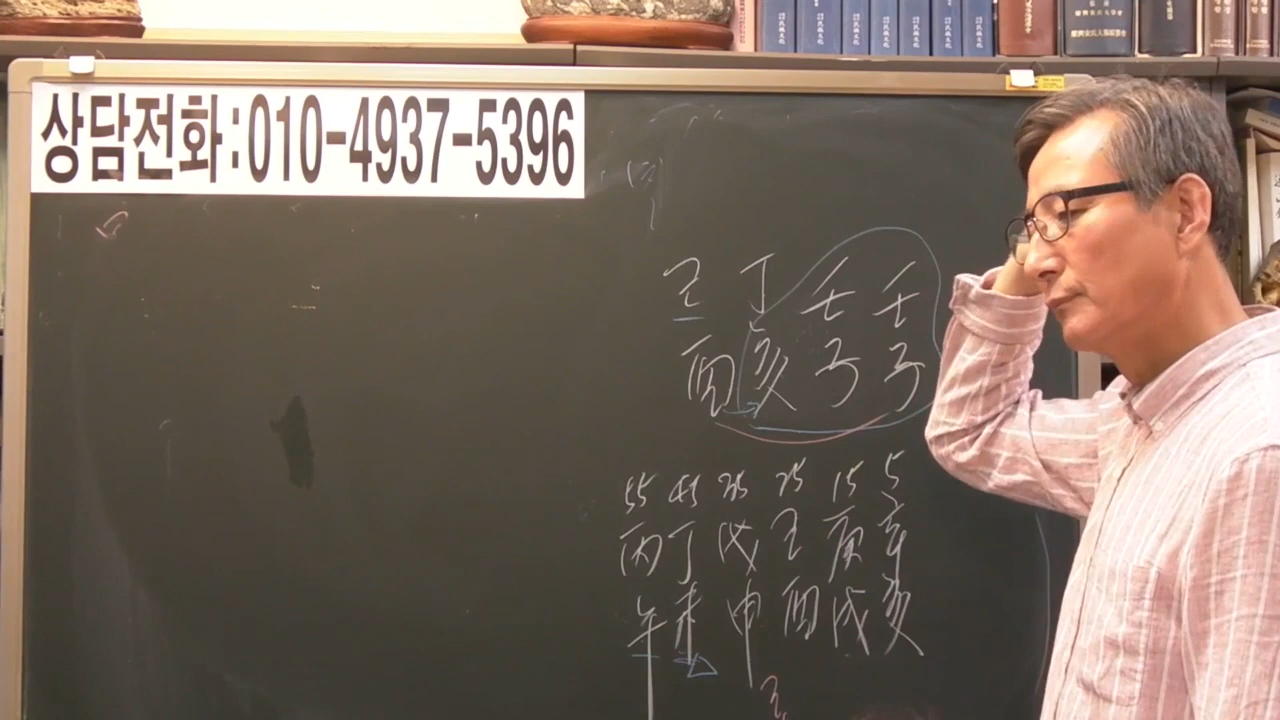 상담전화:010-4937-5396
己 丁 壬 壬
酉 亥 子 子
55 45 35 25 15 5
丙 丁 戊 己 庚 辛
午 未 申 酉 戌 亥